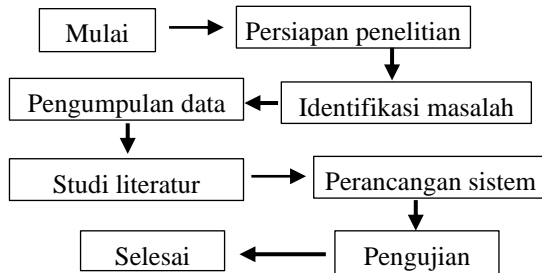 Mulai
Persiapan penelitian
Identifikasi masalah
Pengumpulan data
Studi literatur
Perancangan sistem
Pengujian
Selesai